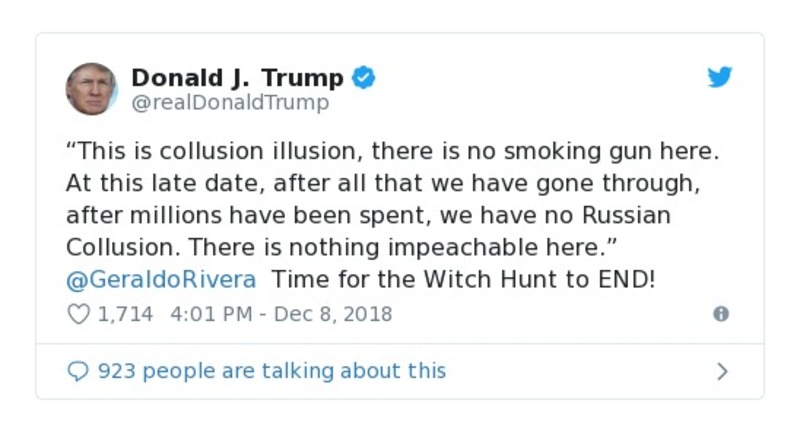 Donald J. Trump
@realDonaldTrump
“This is collusion illusion, there is no smoking gun here.
At this late date, after all that we have gone through,
after millions have been spent, we have no Russian
Collusion. There is nothing impeachable here.”
@GeraldoRivera Time for the Witch Hunt to END!
1,714 4:01 PM - Dec 8, 2018
923 people are talking about this